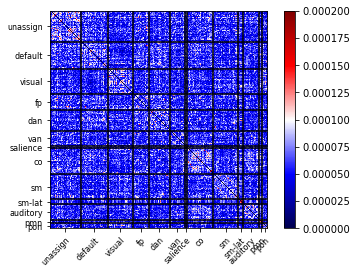 unassign
default
visual
fp
dan
van
salience
co
sm
sm-lat
auditory
pmn
pon
unassign
default
visual
fp
dan
van
salience
co
sm
sm-lat
auditory
0.000200
0.000175
0.000150
0.000125
0.000100
0.000075
0.000050
0.000025
0.000000